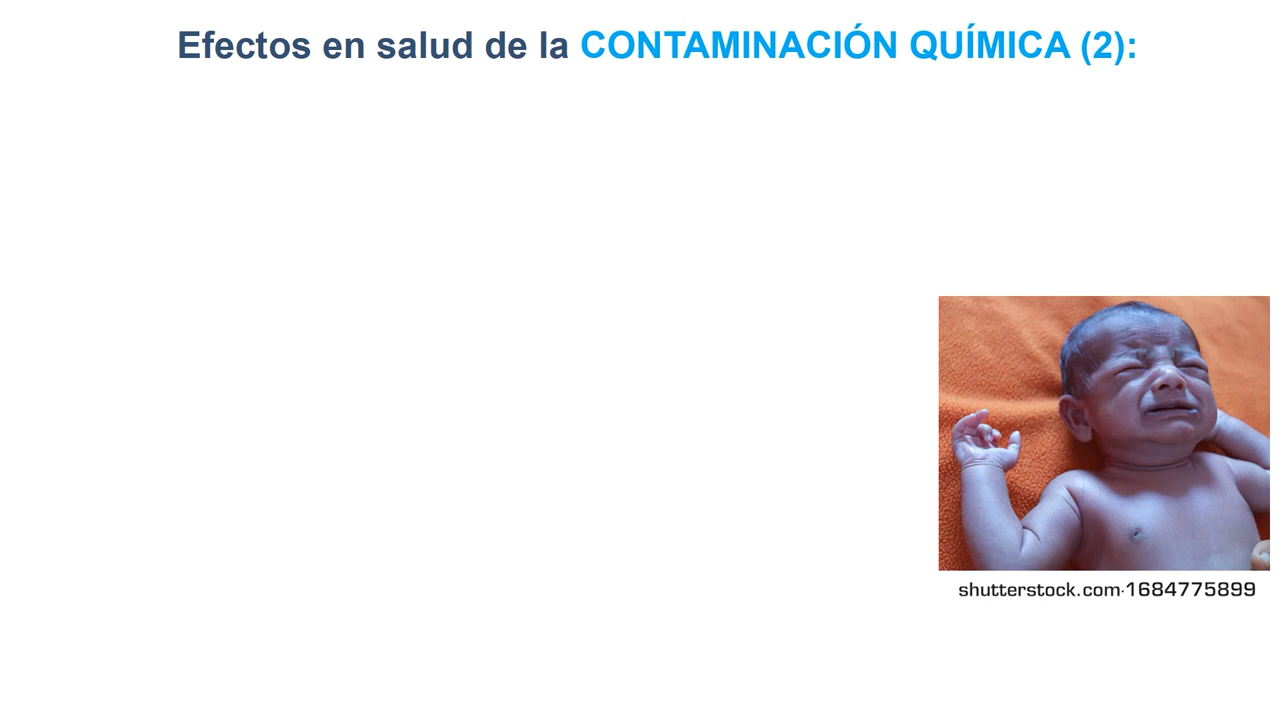 Efectos en salud de la CONTAMINACIÓN QUÍMICA (2):
shutterstock.com·1684775899